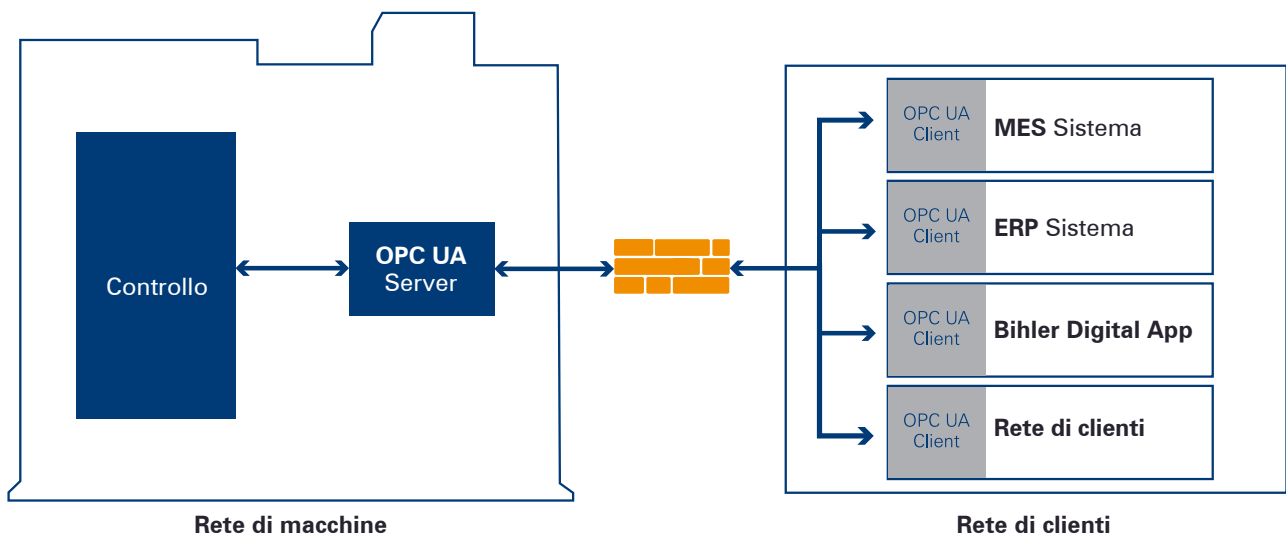 Controllo
OPC UA
Server
OPC UA
Client
MES Sistema
OPC UA
Client
ERP Sistema
OPC UA
Client
Bihler Digital App
OPC UA
Client
Rete di clienti
Rete di macchine
Rete di clienti